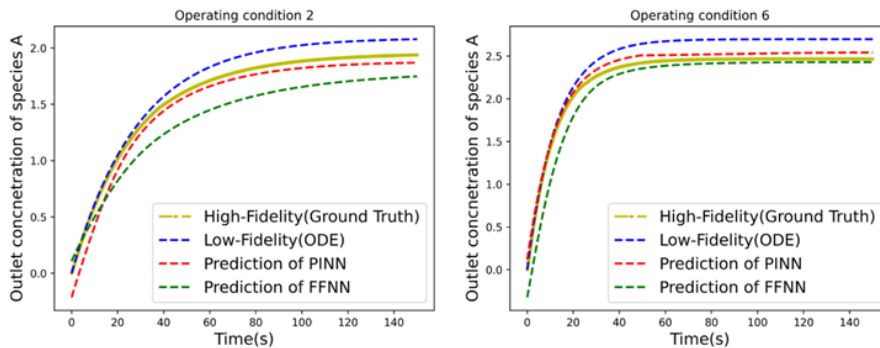 Operating condition 2
Outlet concnetration of species A
2.0
1.5
1.0
0.5
0.0
High-Fidelity(Ground Truth)
Low-Fidelity(ODE)
Prediction of PINN
Prediction of FFNN
0 20 40 60 80 100 120 140
Time(s)
Operating condition 6
Outlet concnetration of species A
2.5
2.0
1.5
1.0
0.5
0.0
High-Fidelity(Ground Truth)
Low-Fidelity(ODE)
Prediction of PINN
Prediction of FFNN
0 20 40 60 80 100 120 140
Time(s)